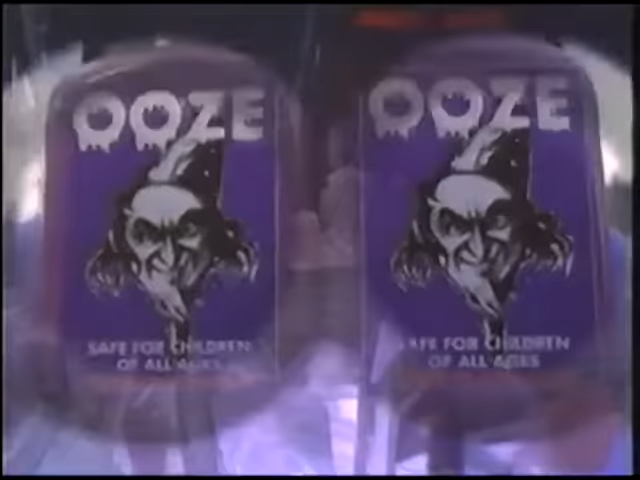 OOZE
SAFE FOR CHILDREN
OF ALL AGES
OOZE
SAFE FOR CHILDREN
OF ALL AGES